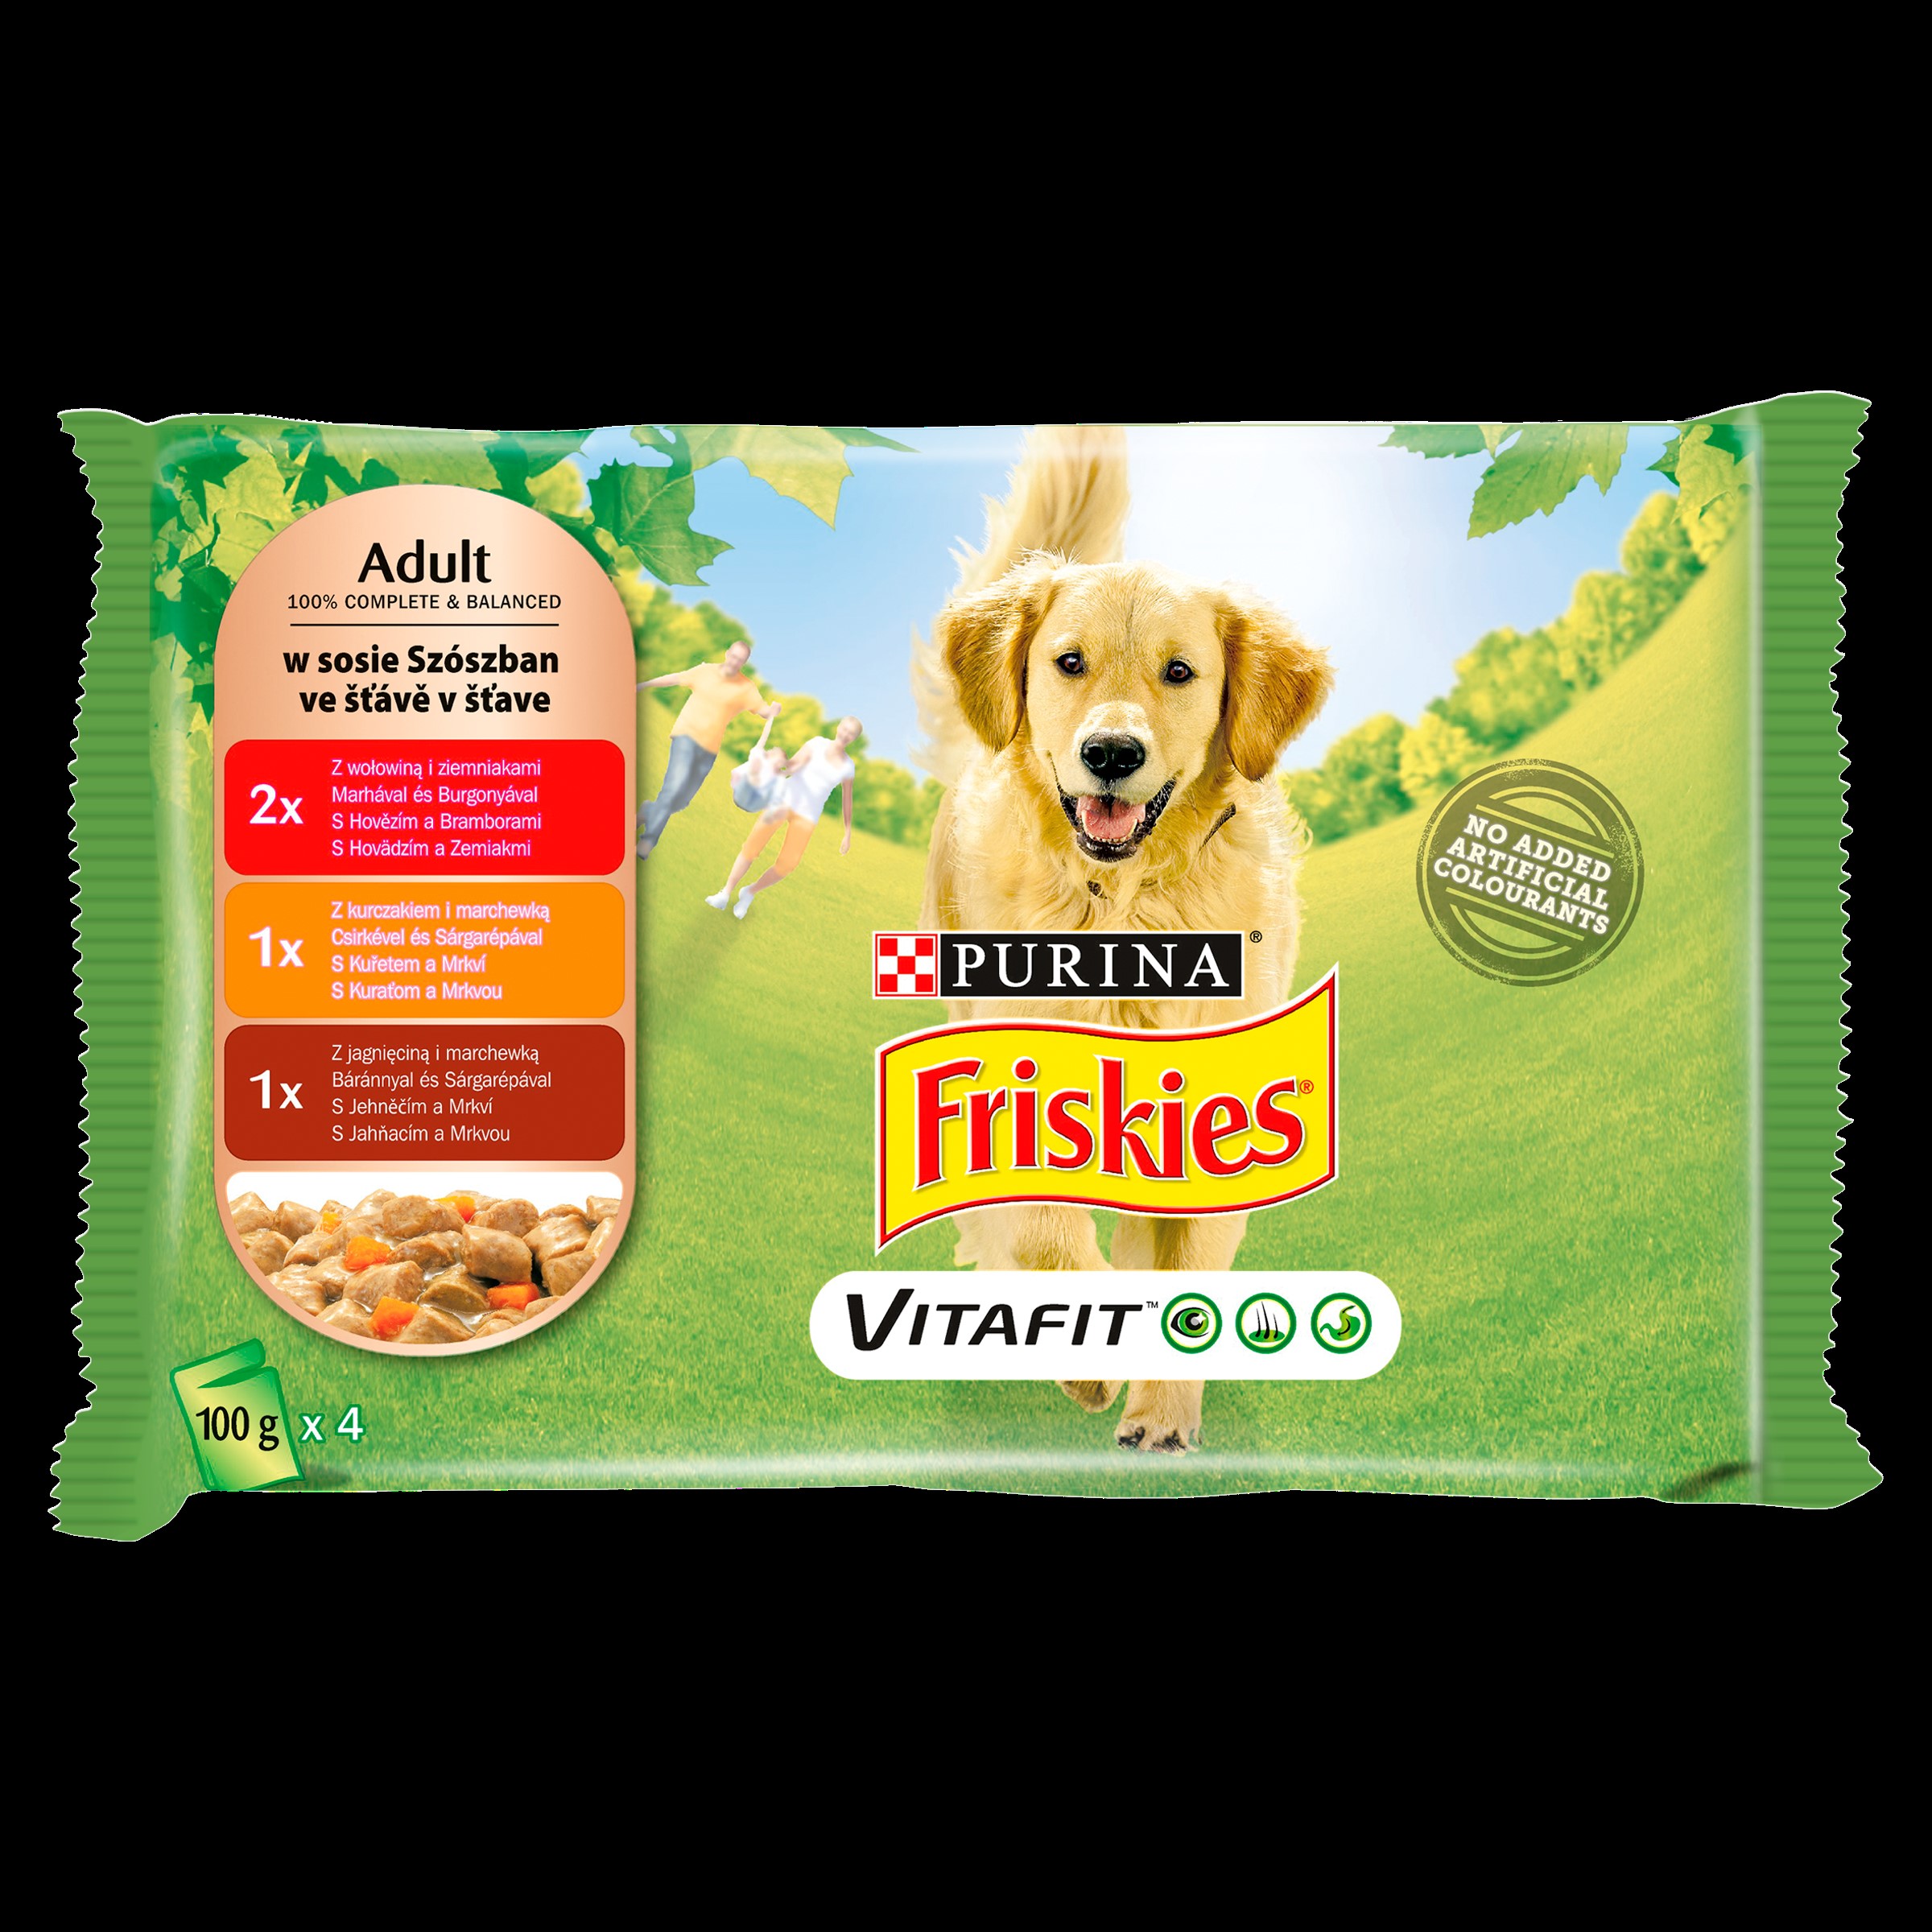 Adult
100% COMPLETE & BALANCED
w sosie Szószban
ve šťávě v šťave
2x
Z wołowiną i ziemniakami
Marhával és Burgonyával
S Hovězím a Bramborami
S Hovädzím a Zemiakmi
1x
Z kurczakiem i marchewką
Csirkével és Sárgarépával
S Kuřetem a Mrkví
S Kuraťom a Mrkvou
1x
Z jagnięciną i marchewką
Báránnyal és Sárgarépával
S Jehněčím a Mrkví
S Jahňacím a Mrkvou
100 g x 4
PURINA®
Friskies®
VITAFIT™
NO ADDED
ARTIFICIAL
COLOURANTS